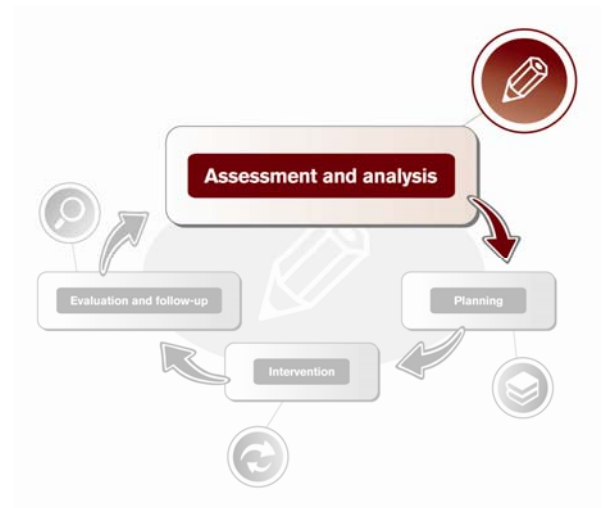 Assessment and analysis
Evaluation and follow-up
Planning
Intervention